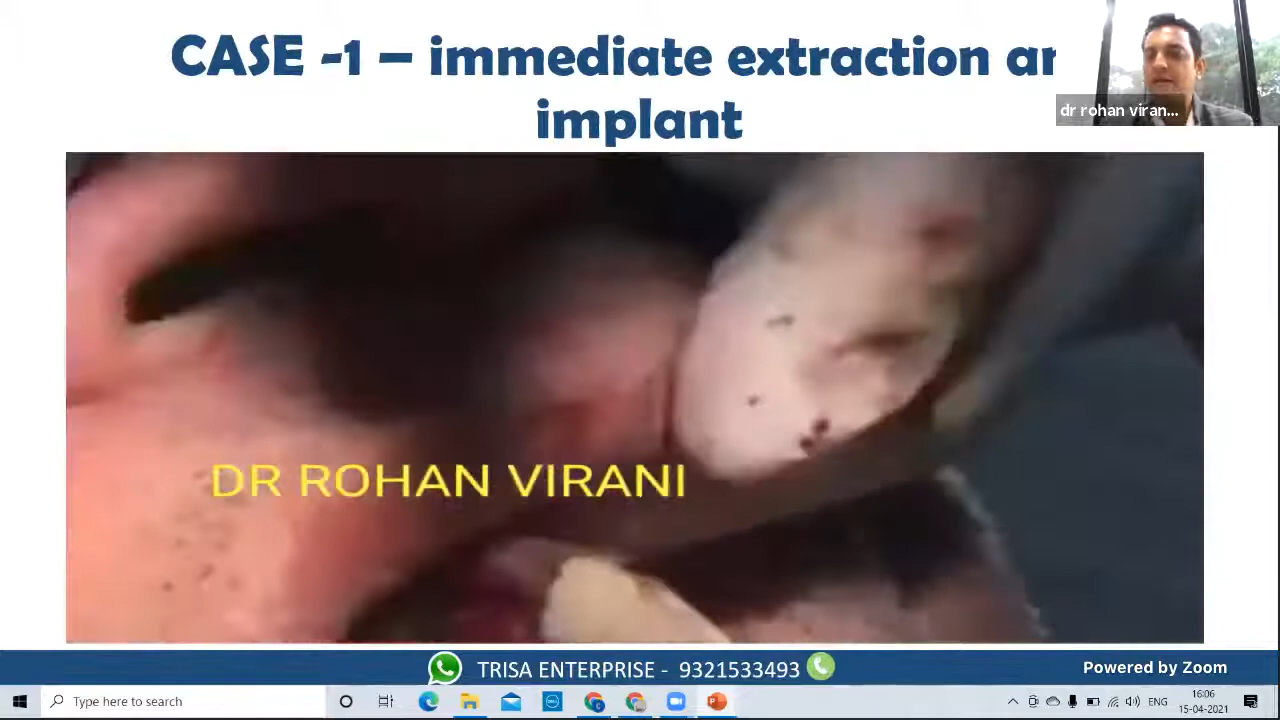 CASE -1 – immediate extraction ar
implant
dr rohan viran...
DR ROHAN VIRANI
TRISA ENTERPRISE - 9321533493
Powered by Zoom
Type here to search
ENG
16:06
15-04-2021